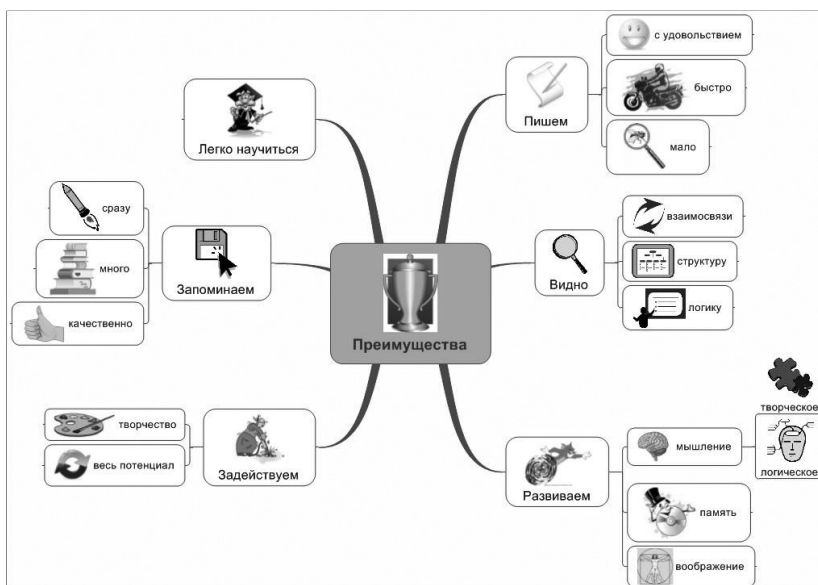 Преимущества
Пишем
с удовольствием
быстро
мало
Видно
взаимосвязи
структуру
логику
Развиваем
мышление
творческое
логическое
память
воображение
Легко научиться
Запоминаем
сразу
много
качественно
Задействуем
творчество
весь потенциал